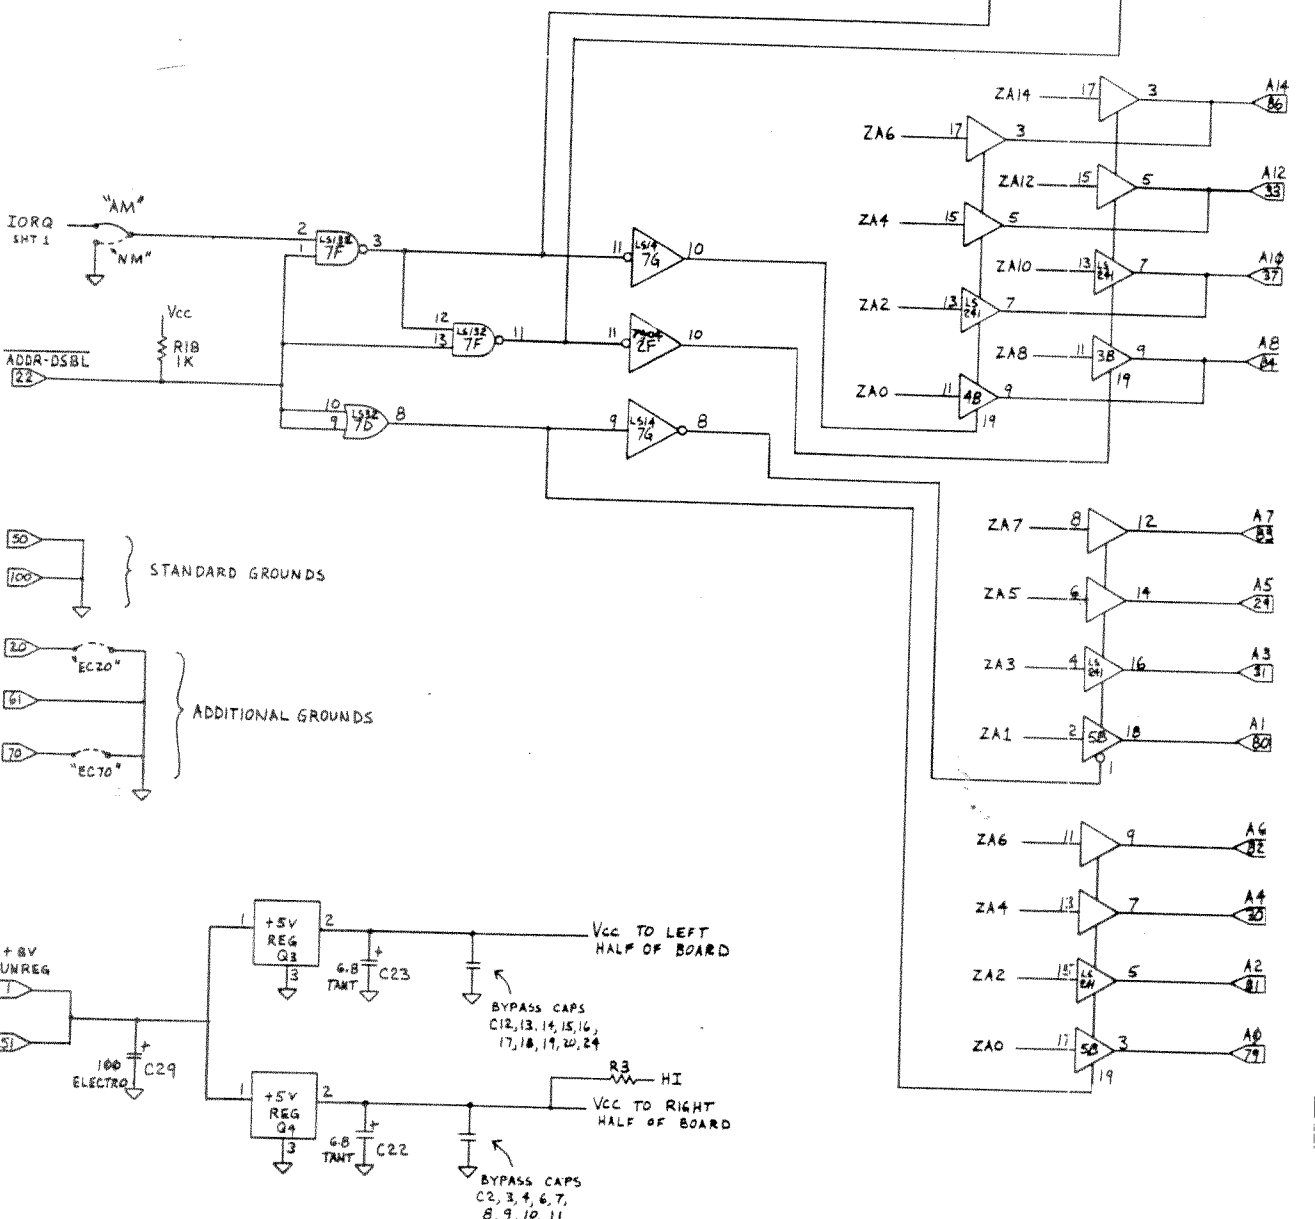 ZA14 17 3 A14
86
ZA6 17 3
ZA12 15 5 A12
33
ZA4 15 5
ZA10 13 LS 241 7 A10
37
ZA2 13 LS 241 7
ZA8 11 3B 9 A8
84
19
ZA0 11 4B 9
19
"AM"
IORQ
SHT 1
"NM"
2
1
LS132
7F
3
11 LS14
7G
10
12
13
LS132
7F
11
11 7404
2F
10
Vcc
R18
1K
ADDR-DSBL
22
10
9
LS32
7D
8
9 LS14
7G
8
50
100
STANDARD GROUNDS
20
"EC20"
61
ADDITIONAL GROUNDS
70
"EC70"
ZA7 8 12 A7
83
ZA5 6 14 A5
29
ZA3 4 LS 241 16 A3
31
ZA1 2 5B 18 A1
80
1
ZA6 11 9 A6
82
ZA4 13 7 A4
30
ZA2 15 LS 241 5 A2
81
ZA0 17 5B 3 A0
79
19
+8V
UNREG
1
51
100
ELECTRO
+
C29
1
+5V
REG
Q3
2
3
+
6.8
TANT
C23
Vcc TO LEFT
HALF OF BOARD
BYPASS CAPS
C12,13,14,15,16,
17,18,19,20,24
1
+5V
REG
Q4
2
3
+
6.8
TANT
C22
R3
HI
Vcc TO RIGHT
HALF OF BOARD
BYPASS CAPS
C2,3,4,6,7,
8,9,10,11